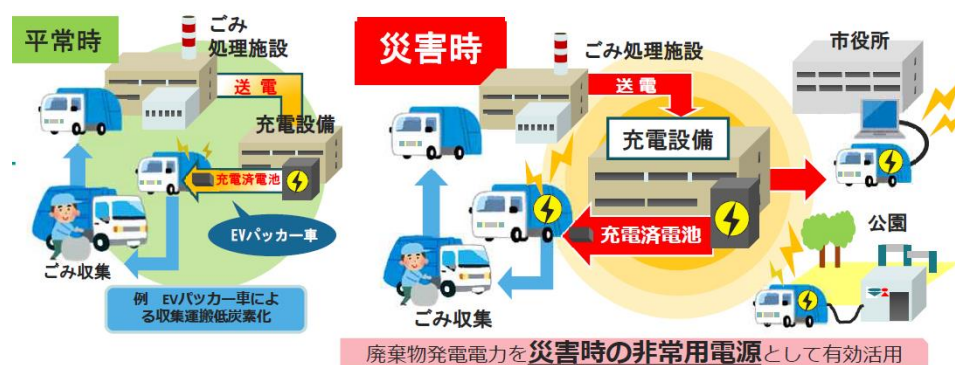 平常時
ごみ
処理施設
送電
充電設備
充電済電池
EVパッカー車
ごみ収集
例　EVパッカー車によ
る収集運搬低炭素化
災害時
ごみ処理施設
送電
充電設備
充電済電池
ごみ収集
市役所
公園
廃棄物発電電力を災害時の非常用電源として有効活用